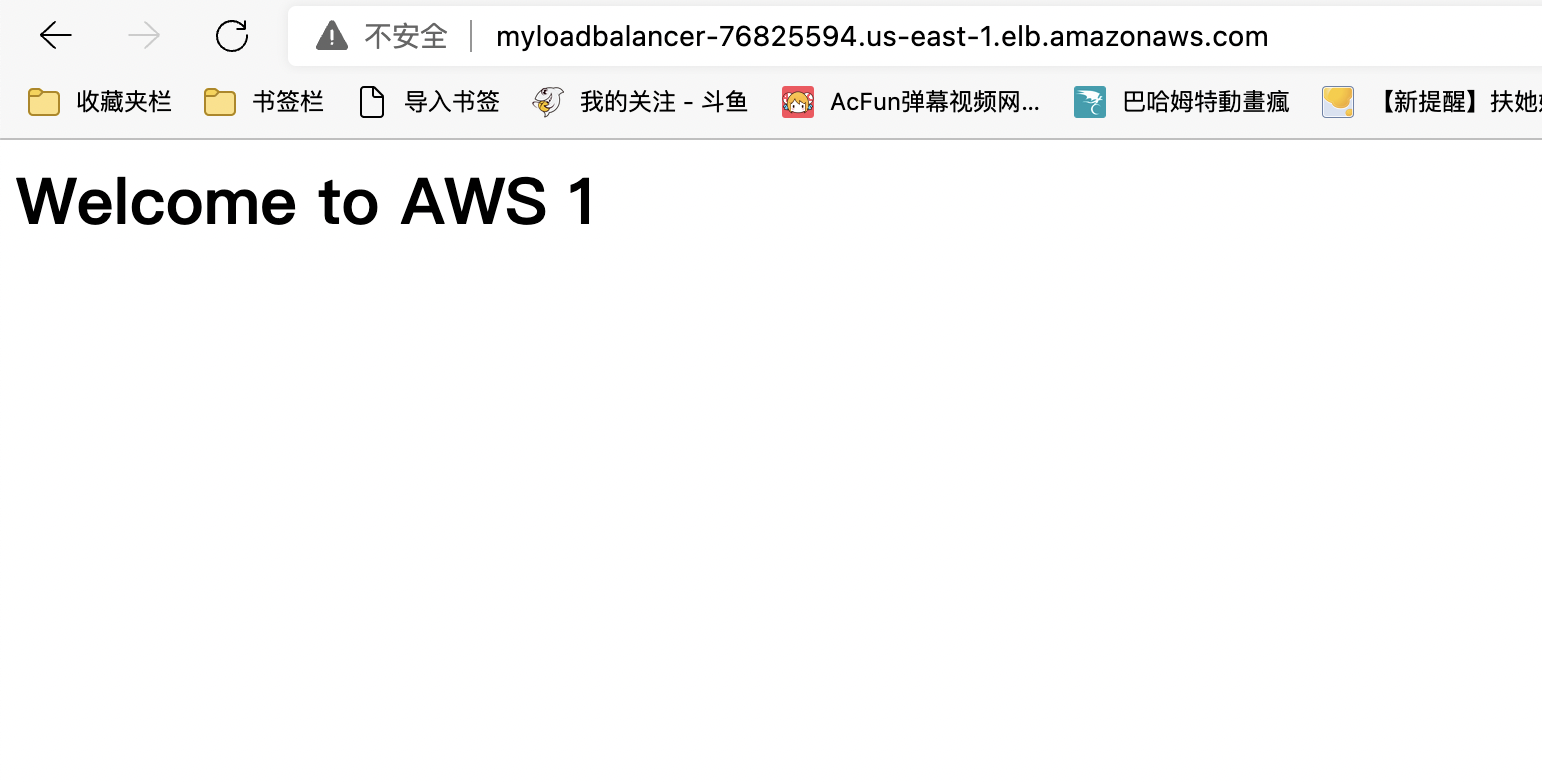 不安全 myloadbalancer-76825594.us-east-1.elb.amazonaws.com
收藏夹栏 书签栏 导入书签 我的关注 - 斗鱼 AcFun弹幕视频网... 巴哈姆特動畫瘋 【新提醒】扶她
Welcome to AWS 1